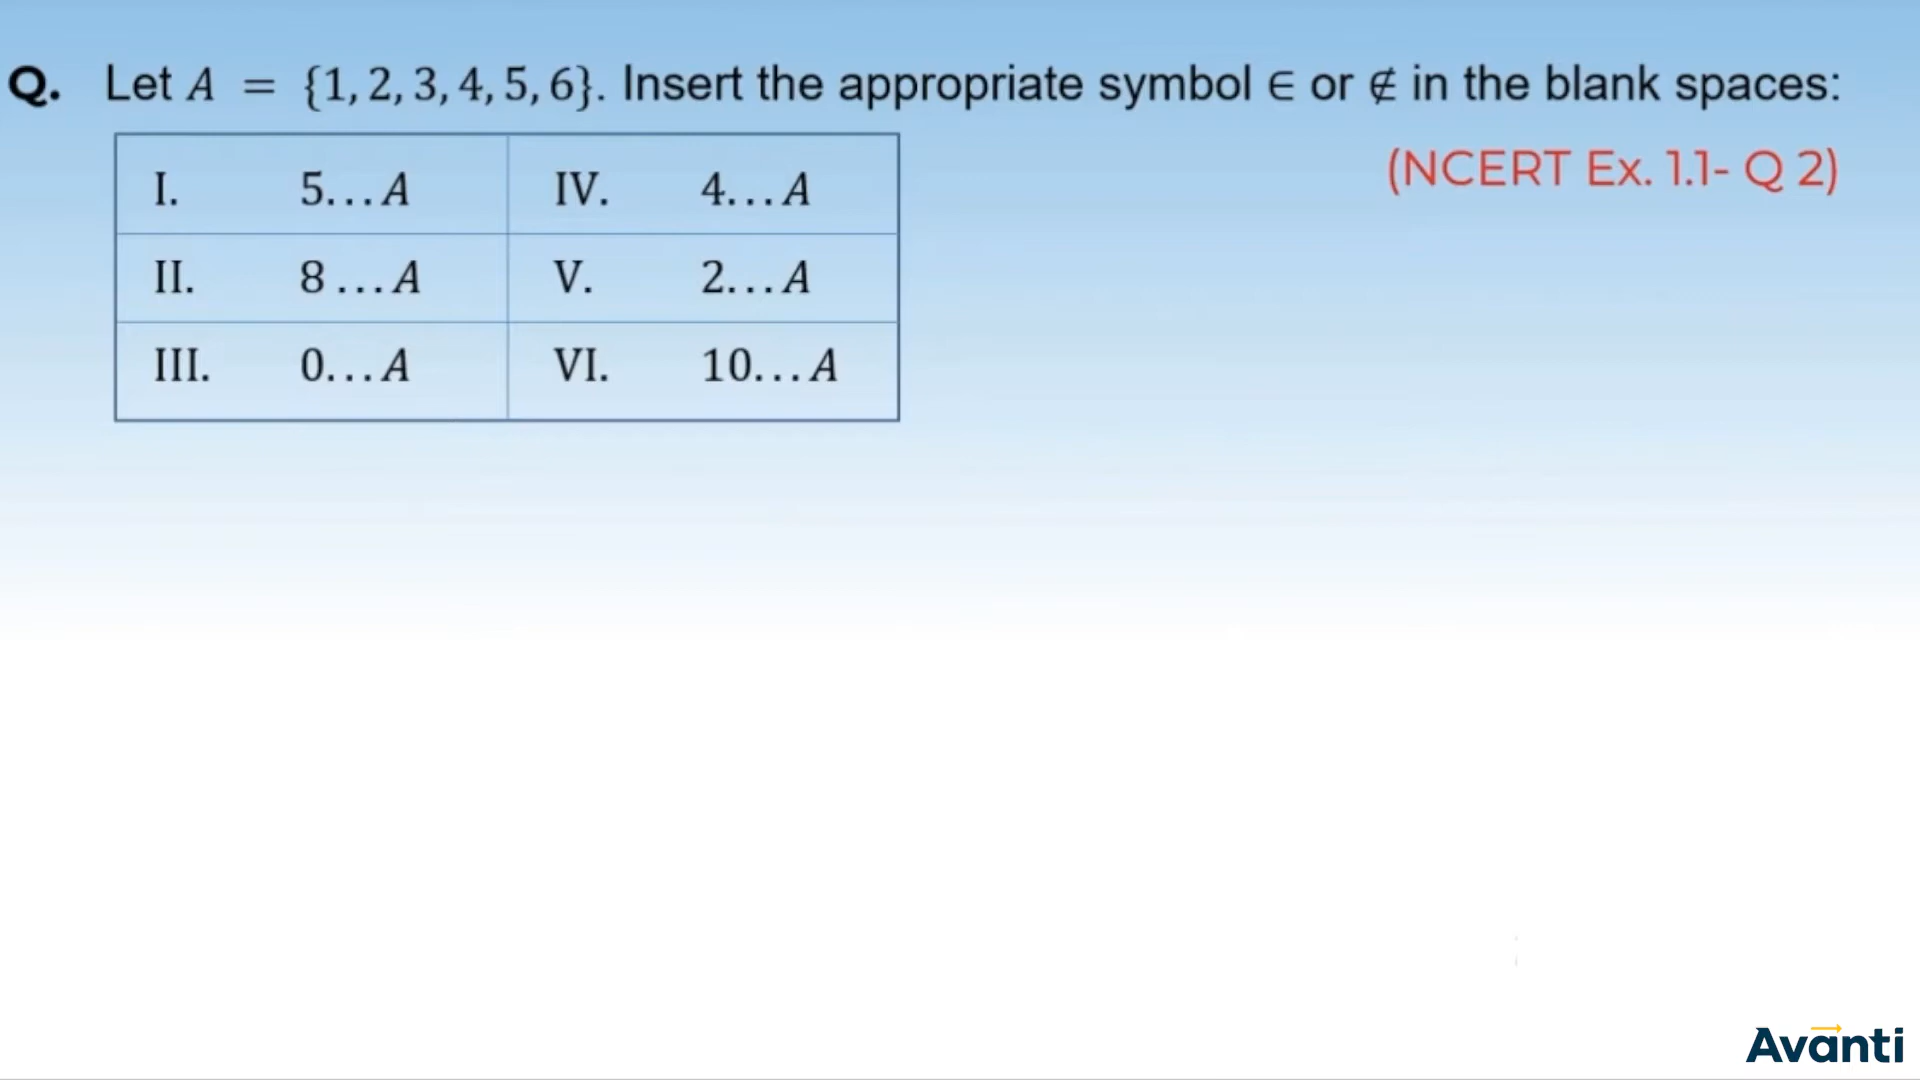 Q. Let A = {1, 2, 3, 4, 5, 6}. Insert the appropriate symbol ∈ or ∉ in the blank spaces:
(NCERT Ex. 1.1- Q 2)
I. 5...A IV. 4...A
II. 8 ...A V. 2...A
III. 0...A VI. 10...A
Avanti